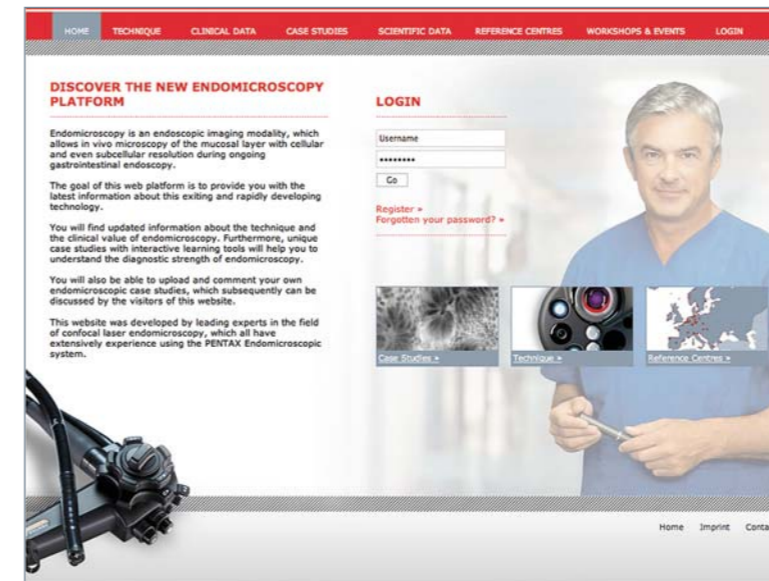 HOME TECHNIQUE CLINICAL DATA CASE STUDIES SCIENTIFIC DATA REFERENCE CENTRES WORKSHOPS & EVENTS LOGIN
DISCOVER THE NEW ENDOMICROSCOPY
PLATFORM
Endomicroscopy is an endoscopic imaging modality, which
allows in vivo microscopy of the mucosal layer with cellular
and even subcellular resolution during ongoing
gastrointestinal endoscopy.
The goal of this web platform is to provide you with the
latest information about this exiting and rapidly developing
technology.
You will find updated information about the technique and
the clinical value of endomicroscopy. Furthermore, unique
case studies with interactive learning tools will help you to
understand the diagnostic strength of endomicroscopy.
You will also be able to upload and comment your own
endomicroscopic case studies, which subsequently can be
discussed by the visitors of this website.
This website was developed by leading experts in the field
of confocal laser endomicroscopy, which all have
extensively experience using the PENTAX Endomicroscopic
system.
LOGIN
Username
••••••••
Go
Register »
Forgotten your password? »
Case Studies » Technique » Reference Centres »
Home Imprint Conta